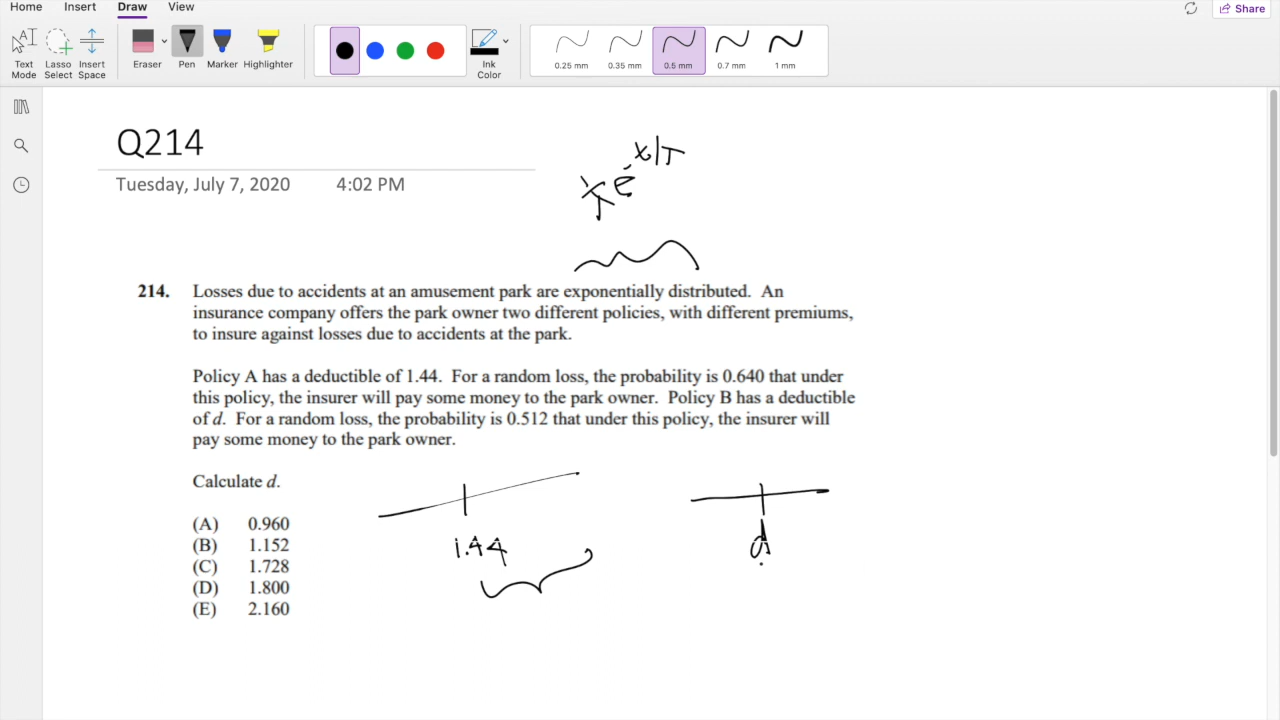 Home Insert Draw View
Share
Text Mode
Lasso Select
Insert Space
Eraser
Pen
Marker
Highlighter
Ink Color
0.25 mm
0.35 mm
0.5 mm
0.7 mm
1 mm
Q214
Tuesday, July 7, 2020 4:02 PM
214. Losses due to accidents at an amusement park are exponentially distributed. An
insurance company offers the park owner two different policies, with different premiums,
to insure against losses due to accidents at the park.
Policy A has a deductible of 1.44. For a random loss, the probability is 0.640 that under
this policy, the insurer will pay some money to the park owner. Policy B has a deductible
of d. For a random loss, the probability is 0.512 that under this policy, the insurer will
pay some money to the park owner.
Calculate d.
(A) 0.960
(B) 1.152
(C) 1.728
(D) 1.800
(E) 2.160
1.44
d